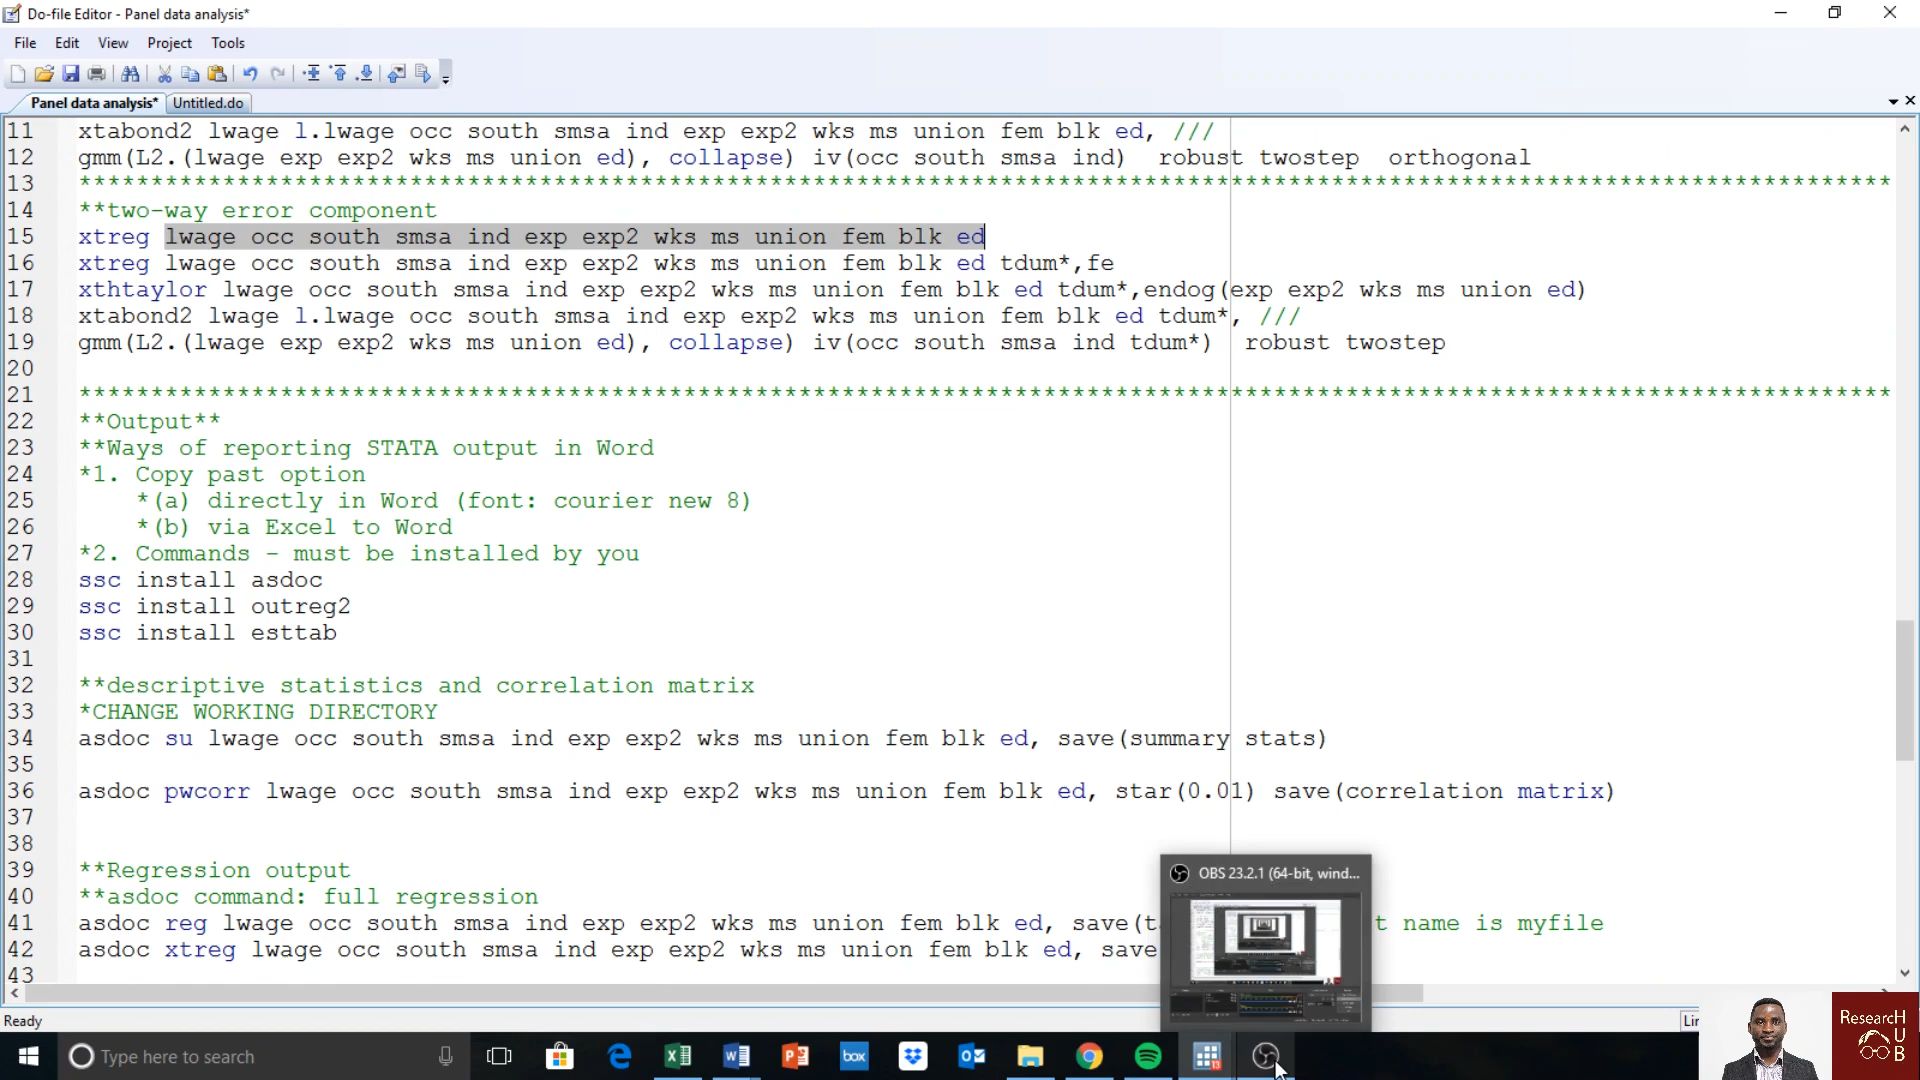 Do-file Editor - Panel data analysis*
File Edit View Project Tools
Panel data analysis* Untitled.do
11 xtabond2 lwage l.lwage occ south smsa ind exp exp2 wks ms union fem blk ed, ///
12 gmm(L2.(lwage exp exp2 wks ms union ed), collapse) iv(occ south smsa ind) robust twostep orthogonal
13 ******************************************************************************************************************************
14 **two-way error component
15 xtreg lwage occ south smsa ind exp exp2 wks ms union fem blk ed
16 xtreg lwage occ south smsa ind exp exp2 wks ms union fem blk ed tdum*,fe
17 xthtaylor lwage occ south smsa ind exp exp2 wks ms union fem blk ed tdum*,endog(exp exp2 wks ms union ed)
18 xtabond2 lwage l.lwage occ south smsa ind exp exp2 wks ms union fem blk ed tdum*, ///
19 gmm(L2.(lwage exp exp2 wks ms union ed), collapse) iv(occ south smsa ind tdum*) robust twostep
20
21 ******************************************************************************************************************************
22 **Output**
23 **Ways of reporting STATA output in Word
24 *1. Copy past option
25 *(a) directly in Word (font: courier new 8)
26 *(b) via Excel to Word
27 *2. Commands - must be installed by you
28 ssc install asdoc
29 ssc install outreg2
30 ssc install esttab
31
32 **descriptive statistics and correlation matrix
33 *CHANGE WORKING DIRECTORY
34 asdoc su lwage occ south smsa ind exp exp2 wks ms union fem blk ed, save(summary stats)
35
36 asdoc pwcorr lwage occ south smsa ind exp exp2 wks ms union fem blk ed, star(0.01) save(correlation matrix)
37
38
39 **Regression output
40 **asdoc command: full regression
41 asdoc reg lwage occ south smsa ind exp exp2 wks ms union fem blk ed, save(t t name is myfile
42 asdoc xtreg lwage occ south smsa ind exp exp2 wks ms union fem blk ed, save
43
OBS 23.2.1 (64-bit, wind...
Ready
Type here to search
box
ResearcH
U
B